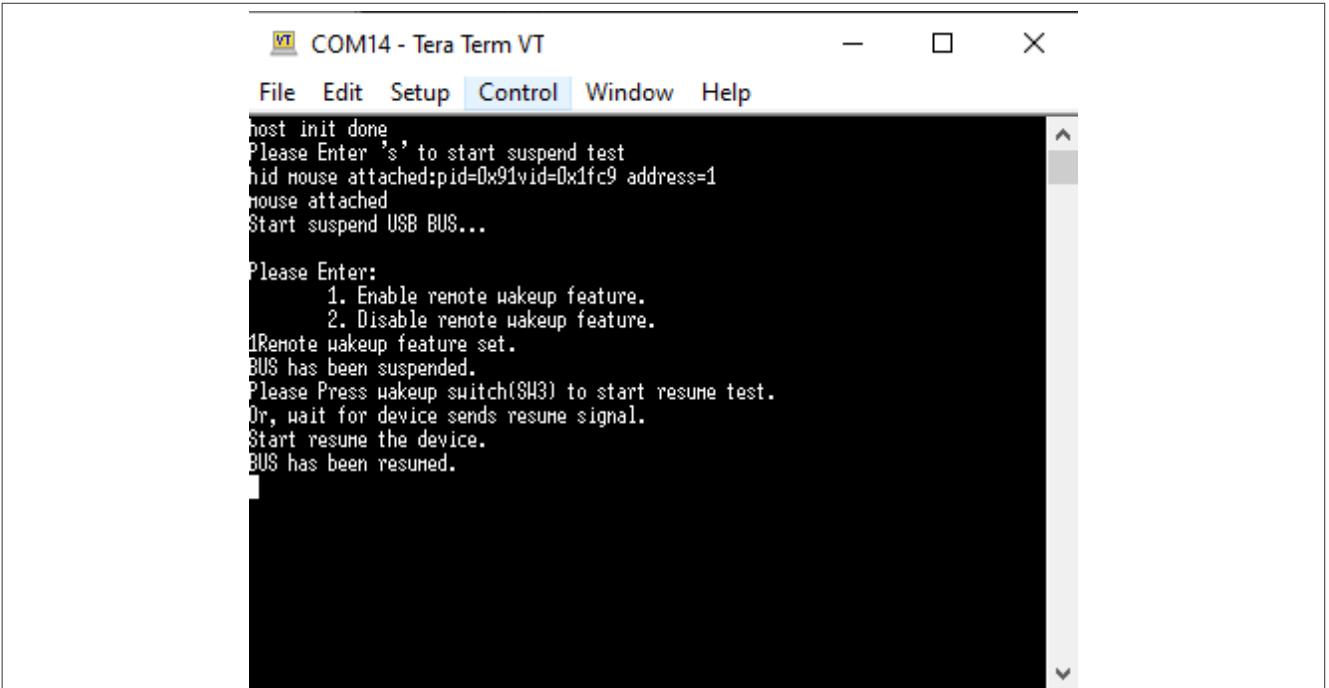 COM14 - Tera Term VT
File Edit Setup Control Window Help
host init done
Please Enter 's' to start suspend test
hid mouse attached:pid=0x91vid=0x1fc9 address=1
mouse attached
Start suspend USB BUS...
Please Enter:
1. Enable remote wakeup feature.
2. Disable remote wakeup feature.
1Remote wakeup feature set.
BUS has been suspended.
Please Press wakeup switch(SW3) to start resume test.
Or, wait for device sends resume signal.
Start resume the device.
BUS has been resumed.